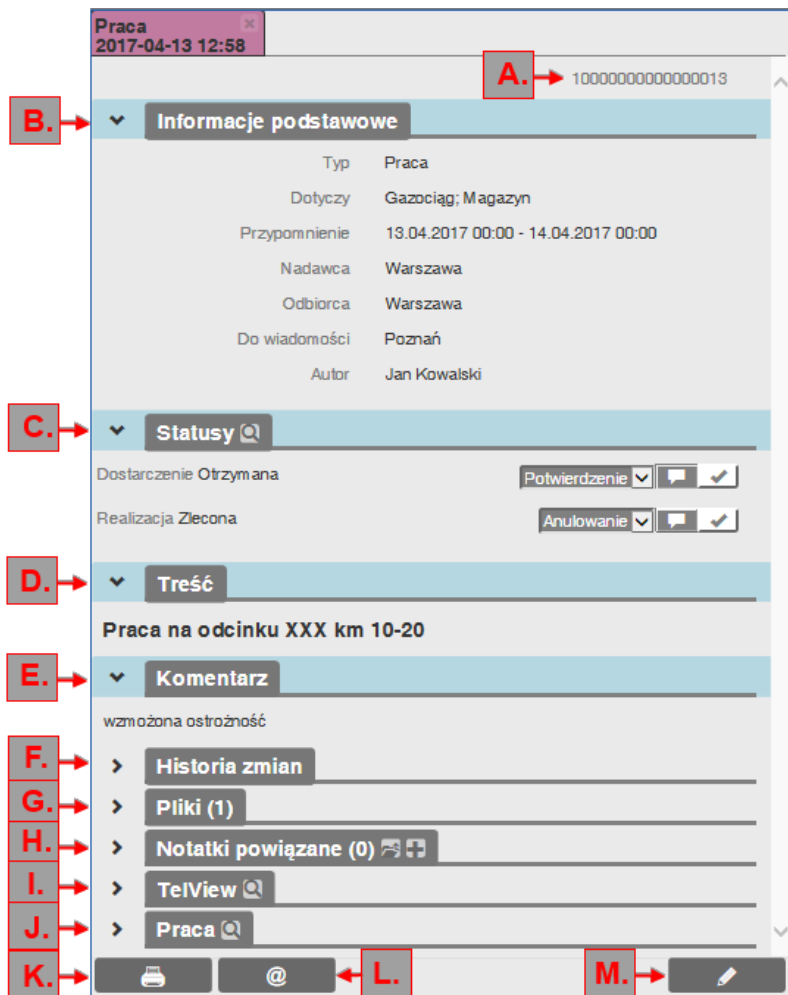 Praca
2017-04-13 12:58
A. 10000000000000013
B. Informacje podstawowe
Typ Praca
Dotyczy Gazociąg; Magazyn
Przypomnienie 13.04.2017 00:00 - 14.04.2017 00:00
Nadawca Warszawa
Odbiorca Warszawa
Do wiadomości Poznań
Autor Jan Kowalski
C. Statusy
Dostarczenie Otrzymana Potwierdzenie
Realizacja Zlecona Anulowanie
D. Treść
Praca na odcinku XXX km 10-20
E. Komentarz
wzmożona ostrożność
F. Historia zmian
G. Pliki (1)
H. Notatki powiązane (0)
I. TelView
J. Praca
K. @ L. M.